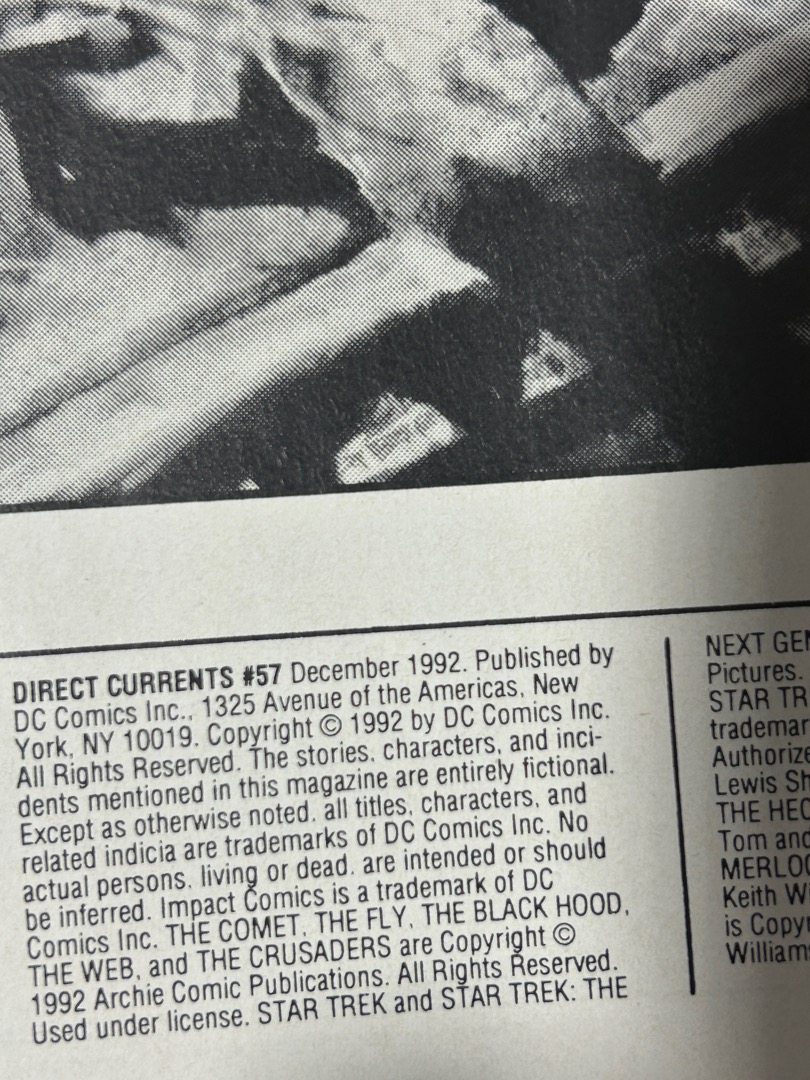 DIRECT CURRENTS #57 December 1992. Published by
DC Comics Inc., 1325 Avenue of the Americas, New
York, NY 10019. Copyright © 1992 by DC Comics Inc.
All Rights Reserved. The stories, characters, and inci-
dents mentioned in this magazine are entirely fictional.
Except as otherwise noted, all titles, characters, and
related indicia are trademarks of DC Comics Inc. No
actual persons, living or dead, are intended or should
be inferred. Impact Comics is a trademark of DC
Comics Inc. THE COMET, THE FLY, THE BLACK HOOD,
THE WEB, and THE CRUSADERS are Copyright ©
1992 Archie Comic Publications. All Rights Reserved.
Used under license. STAR TREK and STAR TREK: THE
NEXT GEN
Pictures.
STAR TR
trademar
Authorize
Lewis Sh
THE HEC
Tom and
MERLOC
Keith W
is Copyr
William